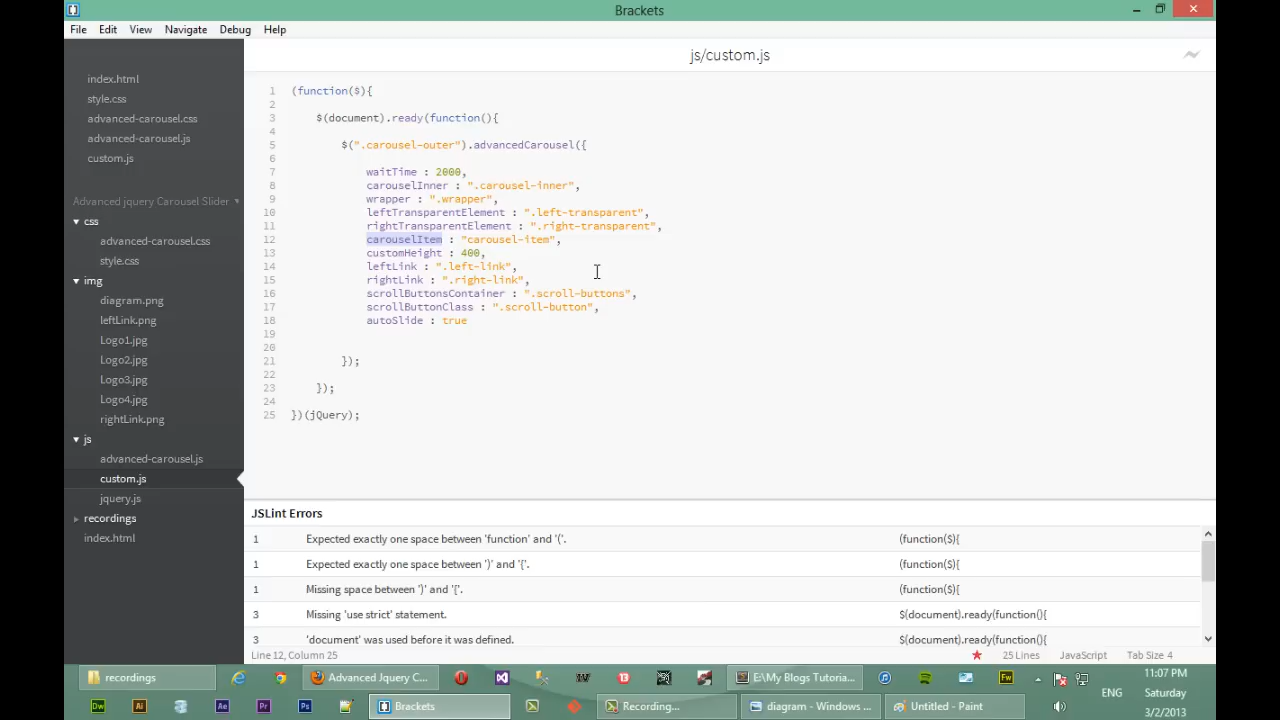 Brackets
File Edit View Navigate Debug Help
js/custom.js
index.html
style.css
advanced-carousel.css
advanced-carousel.js
custom.js
Advanced jquery Carousel Slider
css
advanced-carousel.css
style.css
img
diagram.png
leftLink.png
Logo1.jpg
Logo2.jpg
Logo3.jpg
Logo4.jpg
rightLink.png
js
advanced-carousel.js
custom.js
jquery.js
recordings
index.html
1 (function($){
2
3 $(document).ready(function(){
4
5 $(".carousel-outer").advancedCarousel({
6
7 waitTime : 2000,
8 carouselInner : ".carousel-inner",
9 wrapper : ".wrapper",
10 leftTransparentElement : ".left-transparent",
11 rightTransparentElement : ".right-transparent",
12 carouselItem : "carousel-item",
13 customHeight : 400,
14 leftLink : ".left-link",
15 rightLink : ".right-link",
16 scrollButtonsContainer : ".scroll-buttons",
17 scrollButtonClass : ".scroll-button",
18 autoSlide : true
19
20
21 });
22
23 });
24
25 })(jQuery);
JSLint Errors
1 Expected exactly one space between 'function' and '('. (function($){
1 Expected exactly one space between ')' and '{'. (function($){
1 Missing space between ')' and '{'. (function($){
3 Missing 'use strict' statement. $(document).ready(function(){
3 'document' was used before it was defined. $(document).ready(function(){
Line 12, Column 25 25 Lines JavaScript Tab Size 4
recordings Advanced Jquery C... E:\My Blogs Tutoria... Fw
11:07 PM
Dw Ai Ae Pr Ps Brackets Recording... diagram - Windows ... Untitled - Paint ENG Saturday
3/2/2013